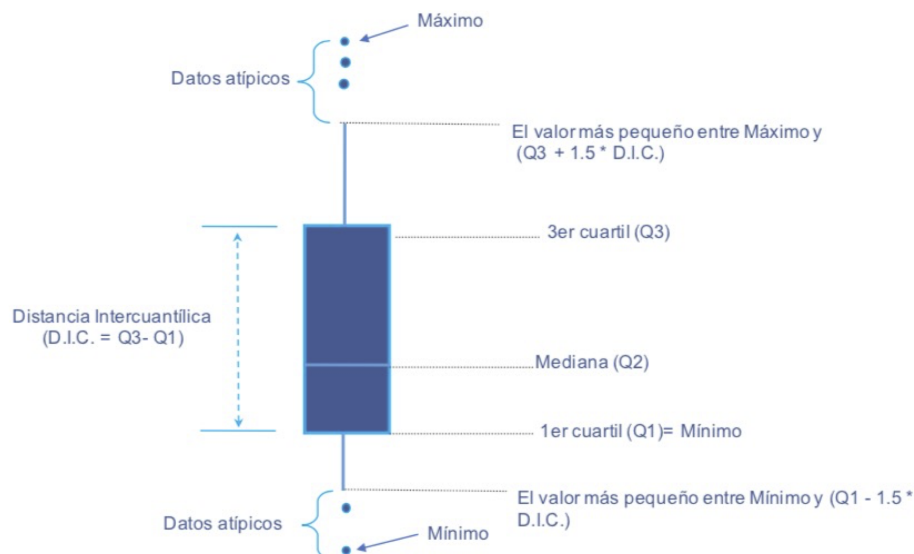 Máximo
Datos atípicos
El valor más pequeño entre Máximo y
(Q3 + 1.5 * D.I.C.)
3er cuartil (Q3)
Distancia Intercuantílica
(D.I.C. = Q3- Q1)
Mediana (Q2)
1er cuartil (Q1)= Mínimo
El valor más pequeño entre Mínimo y (Q1 - 1.5 *
D.I.C.)
Datos atípicos
Mínimo